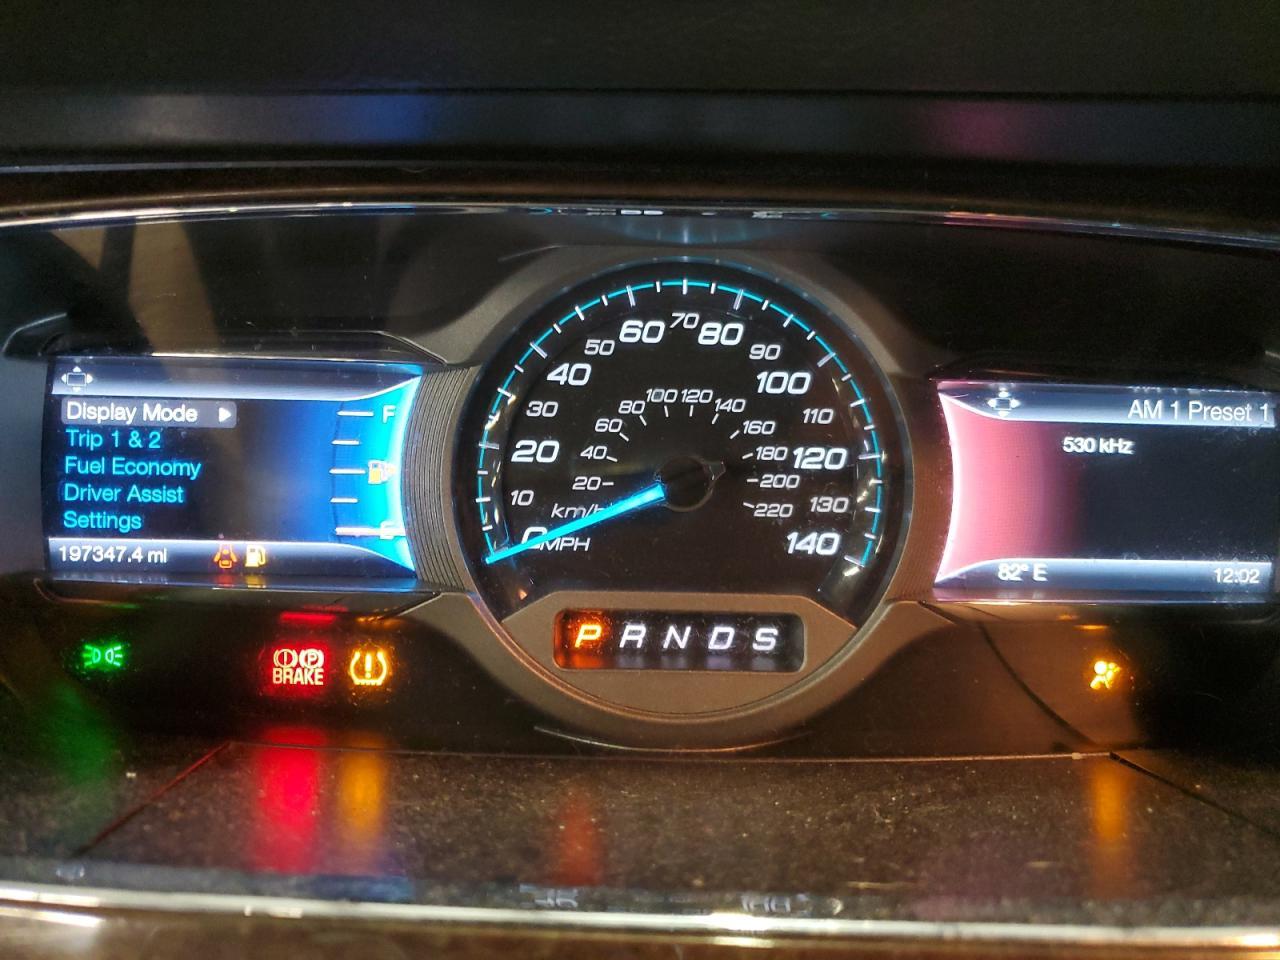 Display Mode
Trip 1 & 2
Fuel Economy
Driver Assist
Settings
197347.4 mi
F
E
0 MPH
10
20
30
40
50
60
70
80
90
100
110
120
130
140
km/h
20
40
60
80
100
120
140
160
180
200
220
P R N D S
AM 1 Preset 1
530 kHz
82° E
12:02
(P)
BRAKE